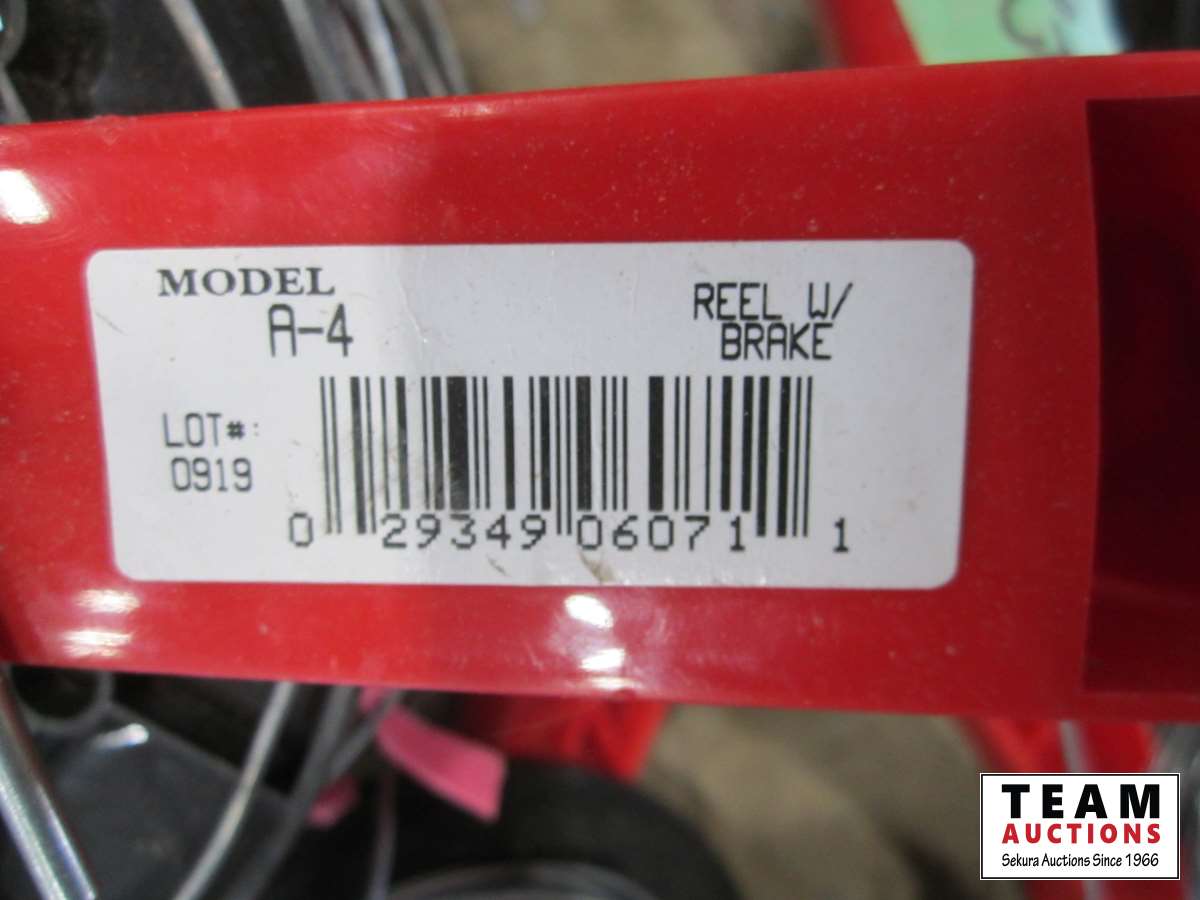 MODEL
A-4
REEL W/
BRAKE
LOT#:
0919
0 29349 06071 1
TEAM
AUCTIONS
Sekura Auctions Since 1966